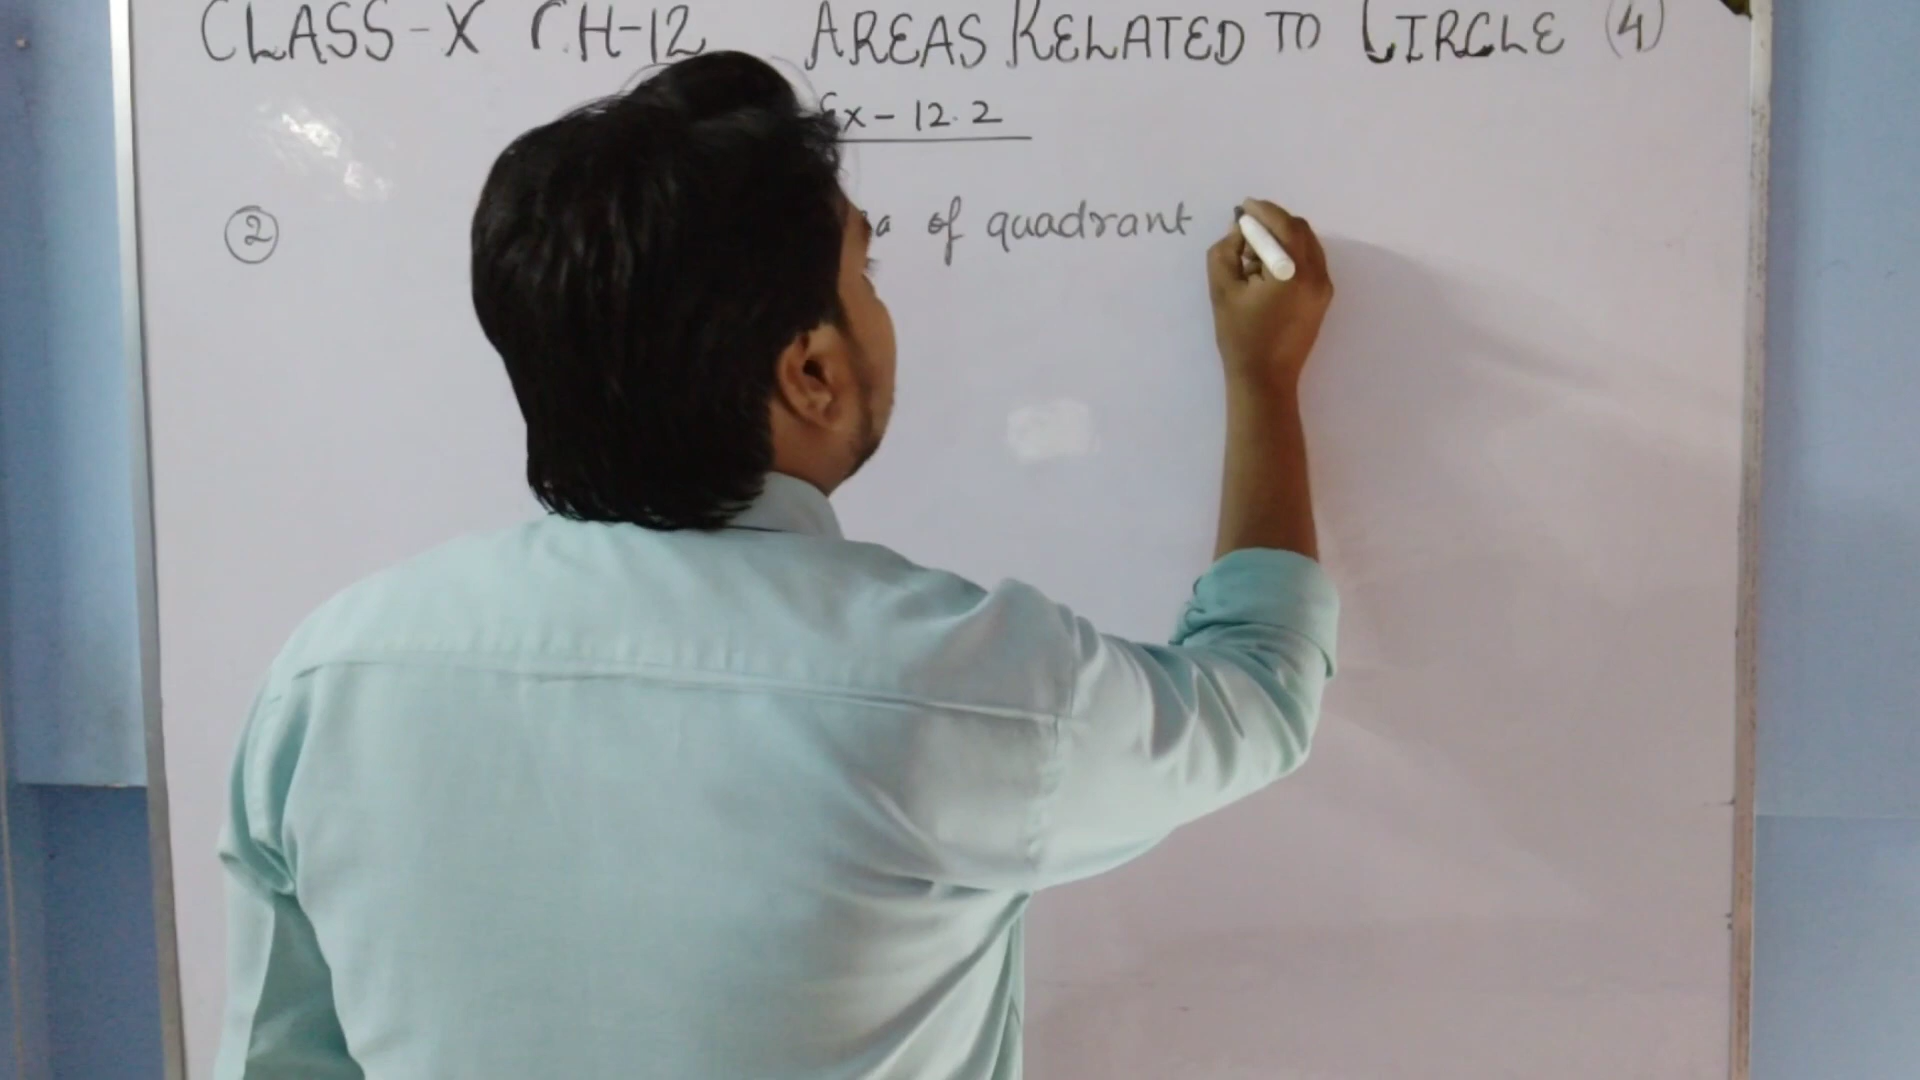 CLASS-X CH-12 AREAS RELATED TO CIRCLE (4)
Ex-12.2
② of quadrant